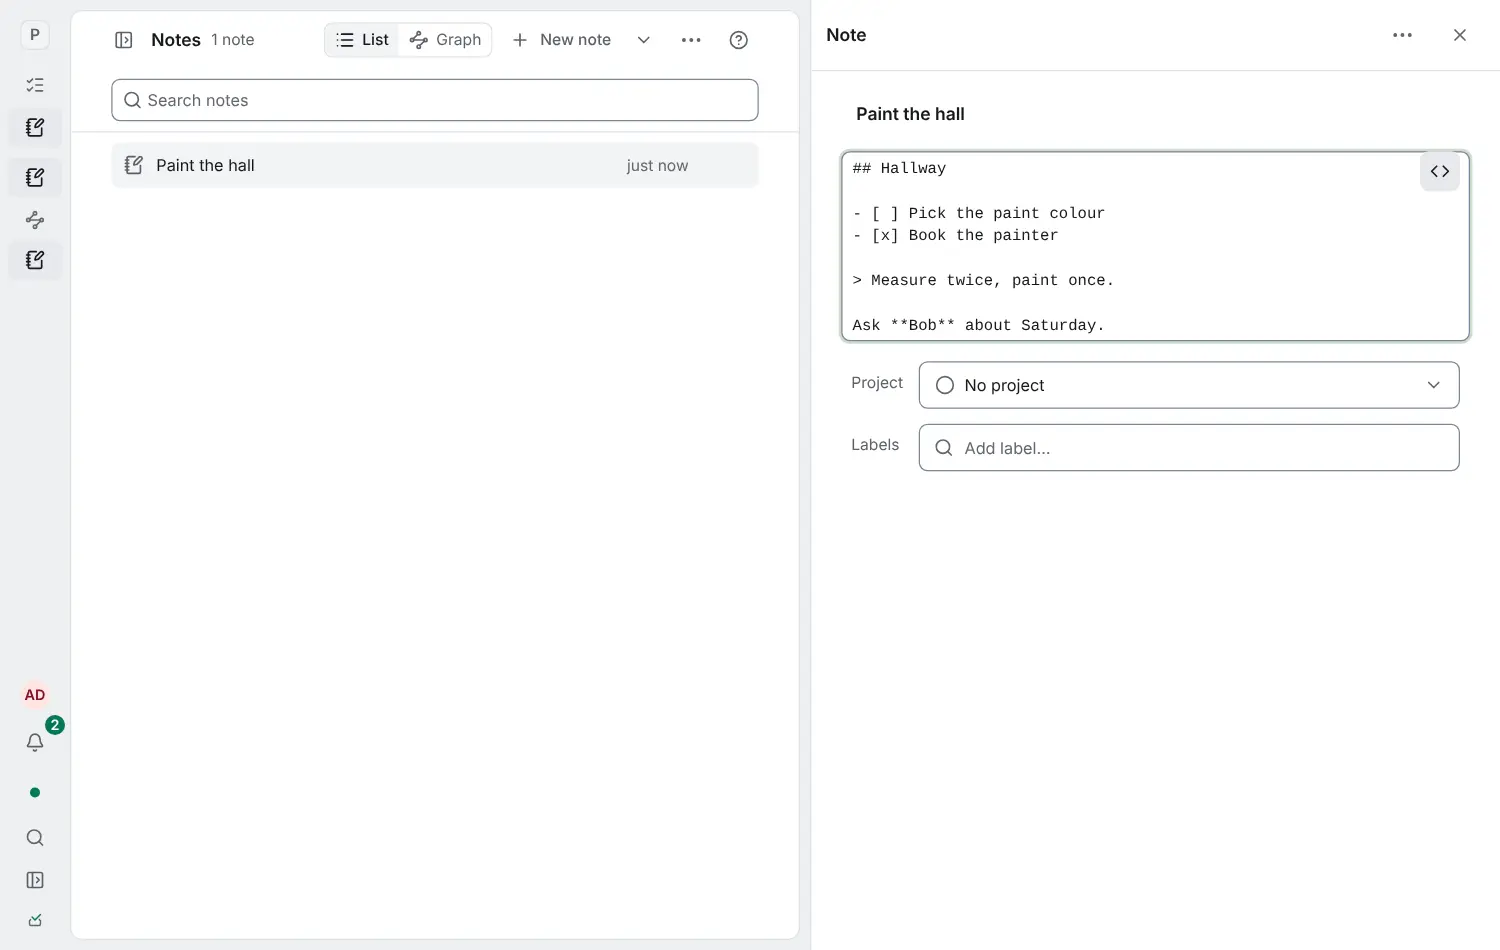 P
Notes 1 note
List
Graph
New note
Search notes
Paint the hall just now
AD
2
Note
Paint the hall
## Hallway
- [ ] Pick the paint colour
- [x] Book the painter
> Measure twice, paint once.
Ask **Bob** about Saturday.
Project No project
Labels Add label...